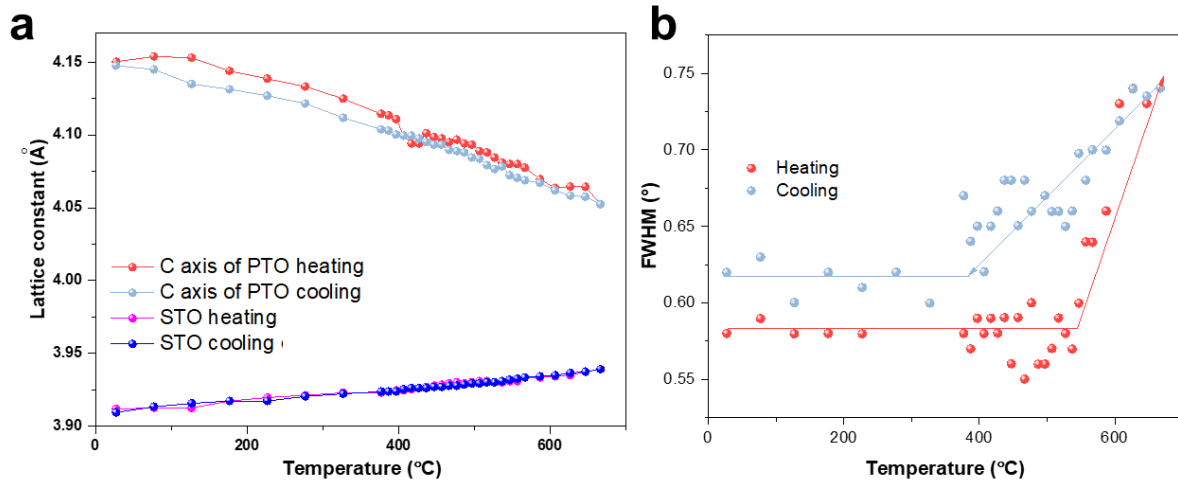 a
4.15
4.10
4.05
4.00
3.95
3.90
Lattice constant (Å)
C axis of PTO heating
C axis of PTO cooling
STO heating
STO cooling
0
200
400
600
Temperature (°C)
b
0.75
0.70
0.65
0.60
0.55
FWHM (°)
Heating
Cooling
0
200
400
600
Temperature (°C)